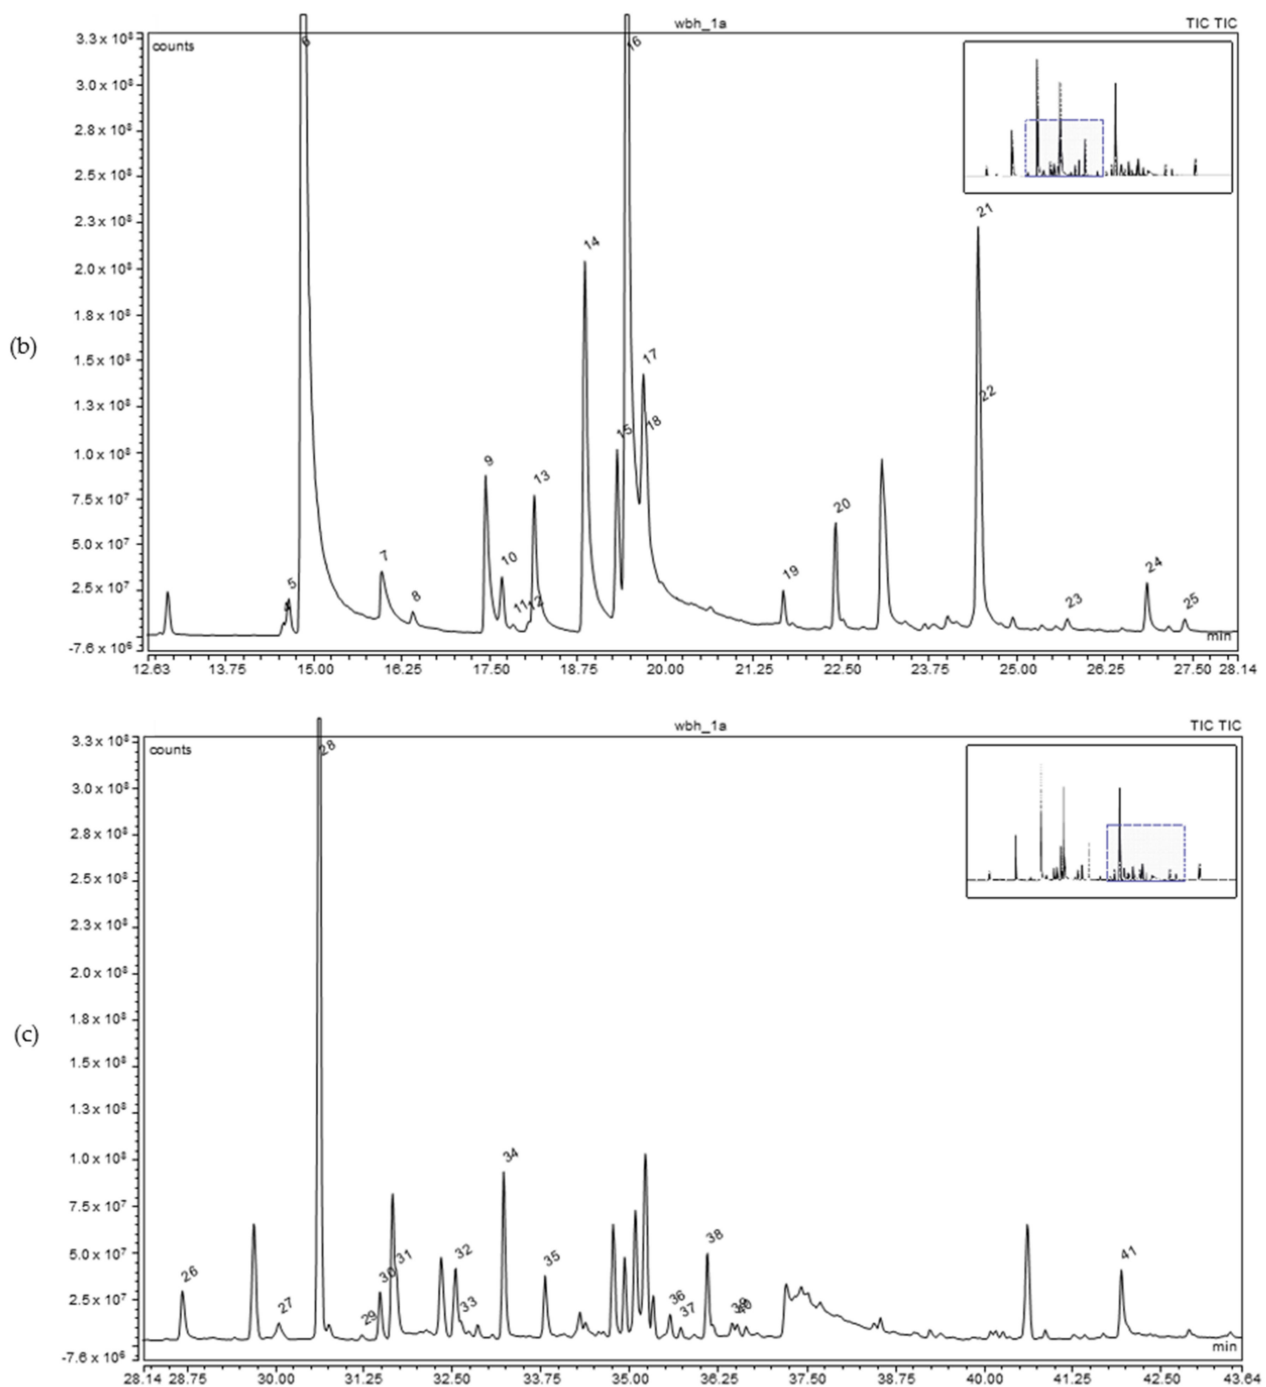 wbh_1a TIC TIC
counts
3.3 x 10⁸
3.0 x 10⁸
2.8 x 10⁸
2.5 x 10⁸
2.3 x 10⁸
2.0 x 10⁸
1.8 x 10⁸
1.5 x 10⁸
1.3 x 10⁸
1.0 x 10⁸
7.5 x 10⁷
5.0 x 10⁷
2.5 x 10⁷
-7.6 x 10⁶
(b)
5 6 7 8 9 10 11 12 13 14 15 16 17 18 19 20 21 22 23 24 25
min
12.63 13.75 15.00 16.25 17.50 18.75 20.00 21.25 22.50 23.75 25.00 26.25 27.50 28.14
wbh_1a TIC TIC
counts
3.3 x 10⁸
3.0 x 10⁸
2.8 x 10⁸
2.5 x 10⁸
2.3 x 10⁸
2.0 x 10⁸
1.8 x 10⁸
1.5 x 10⁸
1.3 x 10⁸
1.0 x 10⁸
7.5 x 10⁷
5.0 x 10⁷
2.5 x 10⁷
-7.6 x 10⁶
(c)
26 27 28 29 30 31 32 33 34 35 36 37 38 39 40 41
min
28.14 28.75 30.00 31.25 32.50 33.75 35.00 36.25 37.50 38.75 40.00 41.25 42.50 43.64